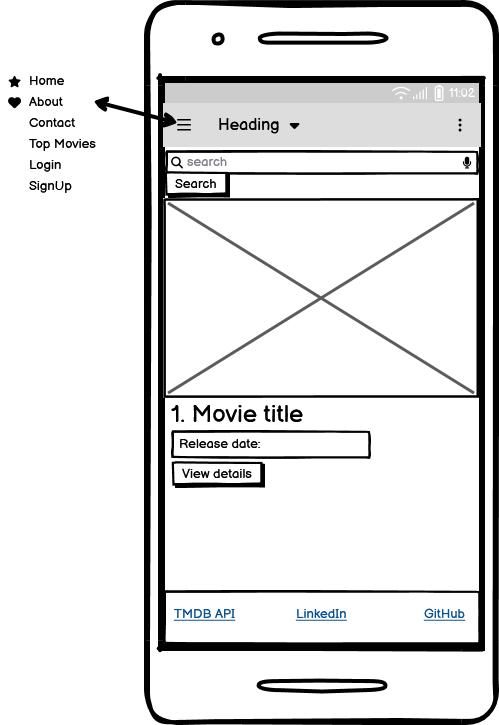 Home
About
Contact
Top Movies
Login
SignUp
11:02
Heading
search
Search
1. Movie title
Release date:
View details
TMDB API LinkedIn GitHub